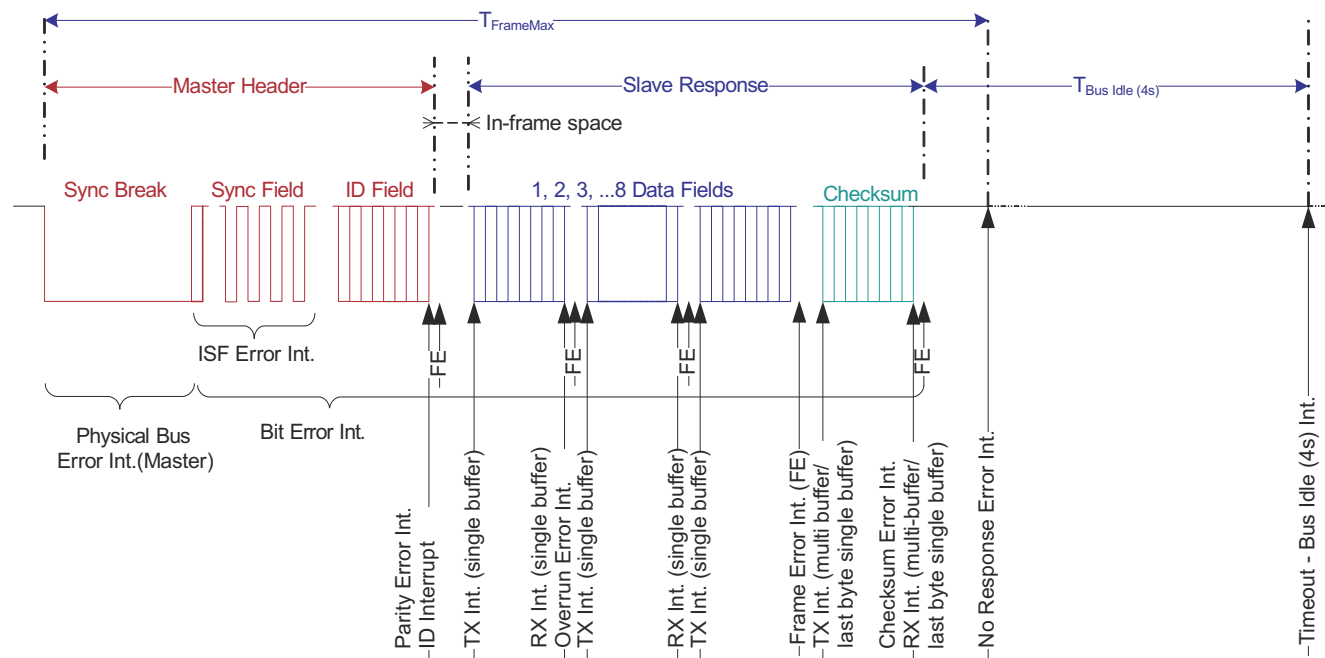 TFrameMax
Master Header
Slave Response
TBus Idle (4s)
In-frame space
Sync Break
Sync Field
ID Field
1, 2, 3, ...8 Data Fields
Checksum
ISF Error Int.
Physical Bus
Error Int.(Master)
Bit Error Int.
Parity Error Int.
ID Interrupt
FE
TX Int. (single buffer)
RX Int. (single buffer)
Overrun Error Int.
FE
TX Int. (single buffer)
RX Int. (single buffer)
FE
TX Int. (single buffer)
Frame Error Int. (FE)
TX Int. (multi buffer/
last byte single buffer)
Checksum Error Int.
RX Int. (multi-buffer/
last byte single buffer)
FE
No Response Error Int.
Timeout - Bus Idle (4s) Int.